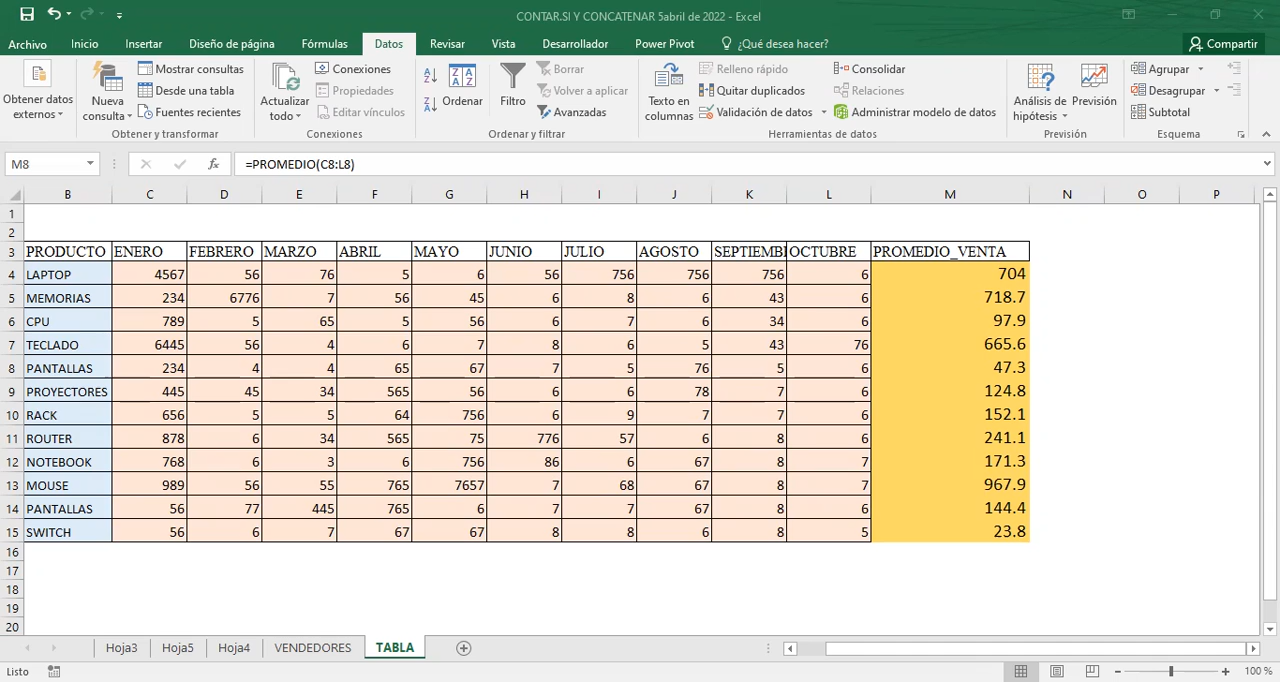 CONTAR.SI Y CONCATENAR 5abril de 2022 - Excel
Archivo Inicio Insertar Diseño de página Fórmulas Datos Revisar Vista Desarrollador Power Pivot ¿Qué desea hacer? Compartir
Obtener datos externos
Nueva consulta
Mostrar consultas
Desde una tabla
Fuentes recientes
Obtener y transformar
Actualizar todo
Conexiones
Propiedades
Editar vínculos
Conexiones
Ordenar
Filtro
Borrar
Volver a aplicar
Avanzadas
Ordenar y filtrar
Texto en columnas
Relleno rápido
Quitar duplicados
Validación de datos
Consolidar
Relaciones
Administrar modelo de datos
Herramientas de datos
Análisis de hipótesis
Previsión
Previsión
Agrupar
Desagrupar
Subtotal
Esquema
M8 fx =PROMEDIO(C8:L8)
B C D E F G H I J K L M N O P
1
2
3 PRODUCTO ENERO FEBRERO MARZO ABRIL MAYO JUNIO JULIO AGOSTO SEPTIEMB OCTUBRE PROMEDIO_VENTA
4 LAPTOP 4567 56 76 5 6 56 756 756 756 6 704
5 MEMORIAS 234 6776 7 56 45 6 8 6 43 6 718.7
6 CPU 789 5 65 5 56 6 7 6 34 6 97.9
7 TECLADO 6445 56 4 6 7 8 6 5 43 76 665.6
8 PANTALLAS 234 4 4 65 67 7 5 76 5 6 47.3
9 PROYECTORES 445 45 34 565 56 6 6 78 7 6 124.8
10 RACK 656 5 5 64 756 6 9 7 7 6 152.1
11 ROUTER 878 6 34 565 75 776 57 6 8 6 241.1
12 NOTEBOOK 768 6 3 6 756 86 6 67 8 7 171.3
13 MOUSE 989 56 55 765 7657 7 68 67 8 7 967.9
14 PANTALLAS 56 77 445 765 6 7 7 67 8 6 144.4
15 SWITCH 56 6 7 67 67 8 8 6 8 5 23.8
16
17
18
19
20
Hoja3 Hoja5 Hoja4 VENDEDORES TABLA
Listo 100 %